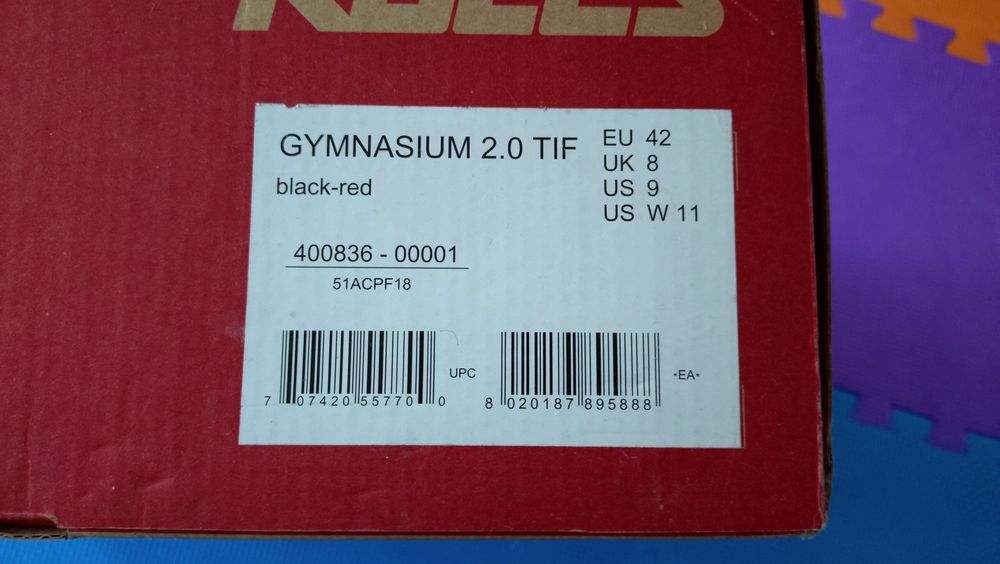 GYMNASIUM 2.0 TIF
black-red
EU 42
UK 8
US 9
US W 11
400836 - 00001
51ACPF18
7 07420 55770 0
UPC
8 020187 895888
*EA*